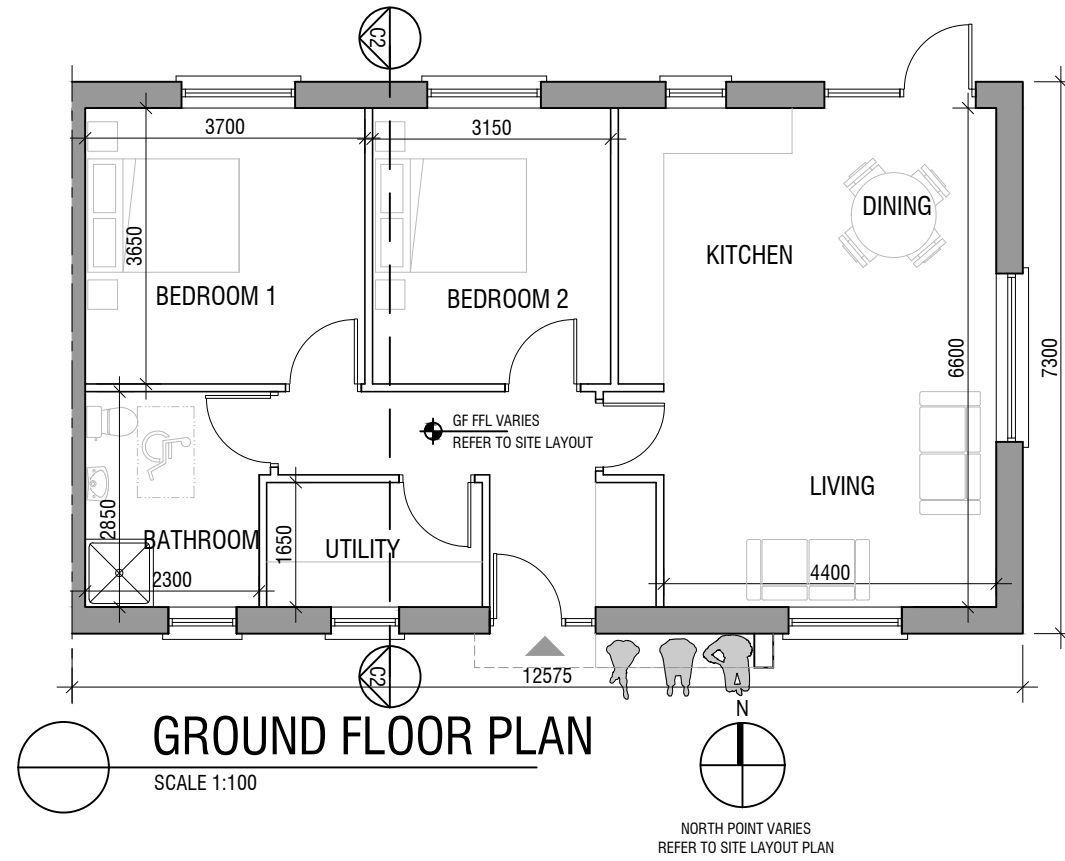 C2
3700
3150
DINING
KITCHEN
3650
BEDROOM 1
BEDROOM 2
6600
7300
GF FFL VARIES
REFER TO SITE LAYOUT
LIVING
2850
BATHROOM
1650
UTILITY
2300
4400
C2
12575
N
GROUND FLOOR PLAN
SCALE 1:100
NORTH POINT VARIES
REFER TO SITE LAYOUT PLAN